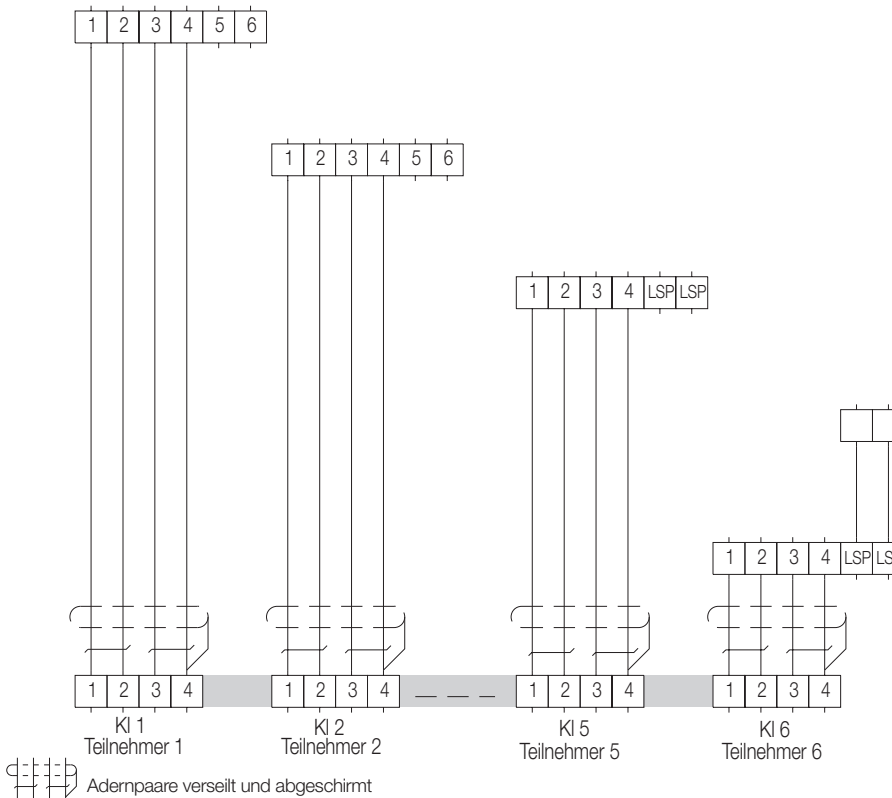 1 2 3 4 5 6
1 2 3 4 5 6
1 2 3 4 LSP LSP
1 2 3 4 LSP LS
1 2 3 4
1 2 3 4
1 2 3 4
1 2 3 4
Kl 1
Teilnehmer 1
Kl 2
Teilnehmer 2
Kl 5
Teilnehmer 5
Kl 6
Teilnehmer 6
Adernpaare verseilt und abgeschirmt